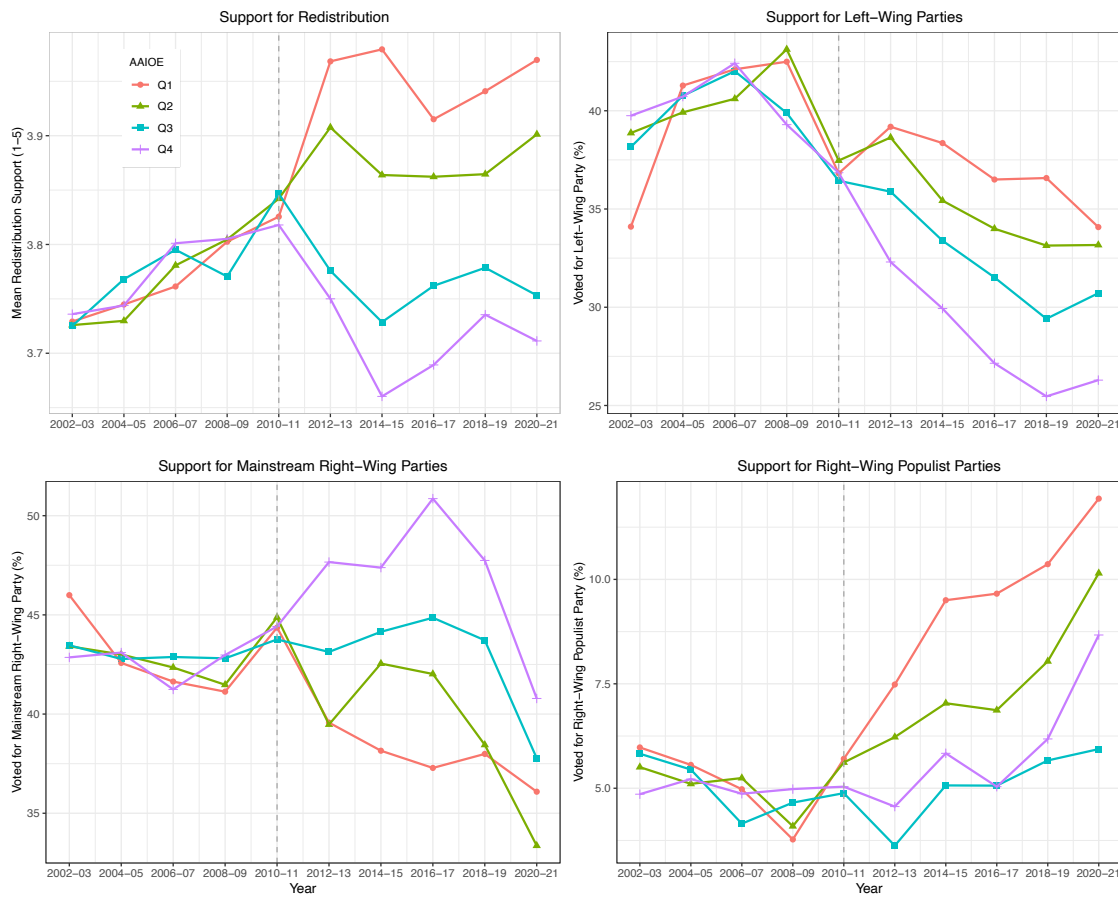 Support for Redistribution
Mean Redistribution Support (1−5)
3.9
3.8
3.7
AAIOE
Q1
Q2
Q3
Q4
2002−03 2004−05 2006−07 2008−09 2010−11 2012−13 2014−15 2016−17 2018−19 2020−21
Support for Left−Wing Parties
Voted for Left−Wing Party (%)
40
35
30
25
2002−03 2004−05 2006−07 2008−09 2010−11 2012−13 2014−15 2016−17 2018−19 2020−21
Support for Mainstream Right−Wing Parties
Voted for Mainstream Right−Wing Party (%)
50
45
40
35
2002−03 2004−05 2006−07 2008−09 2010−11 2012−13 2014−15 2016−17 2018−19 2020−21
Year
Support for Right−Wing Populist Parties
Voted for Right−Wing Populist Party (%)
10.0
7.5
5.0
2002−03 2004−05 2006−07 2008−09 2010−11 2012−13 2014−15 2016−17 2018−19 2020−21
Year